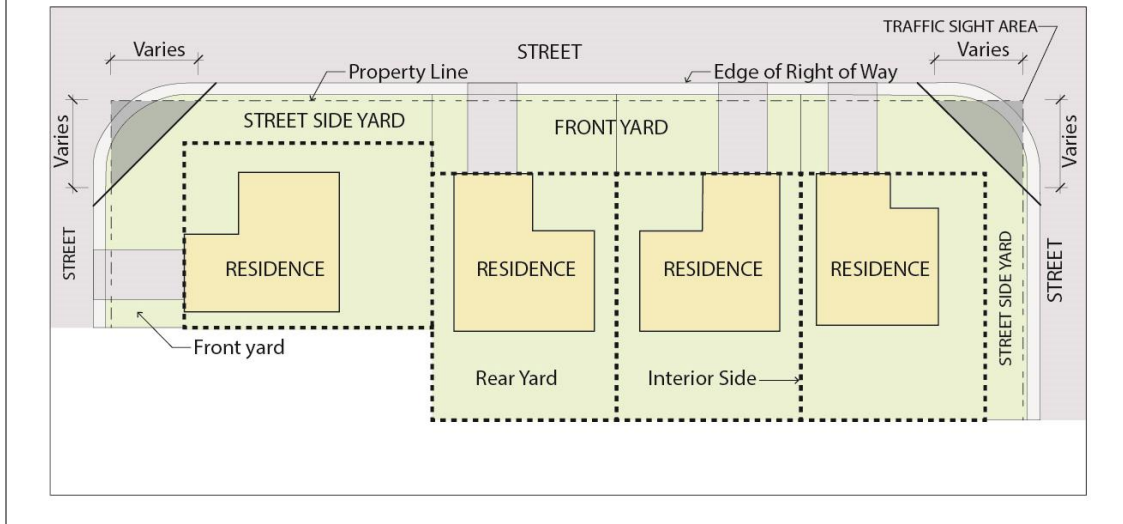 TRAFFIC SIGHT AREA
Varies
STREET
Varies
Property Line
Edge of Right of Way
STREET SIDE YARD
FRONT YARD
Varies
Varies
STREET
RESIDENCE
RESIDENCE
RESIDENCE
RESIDENCE
STREET SIDE YARD
STREET
Front yard
Rear Yard
Interior Side